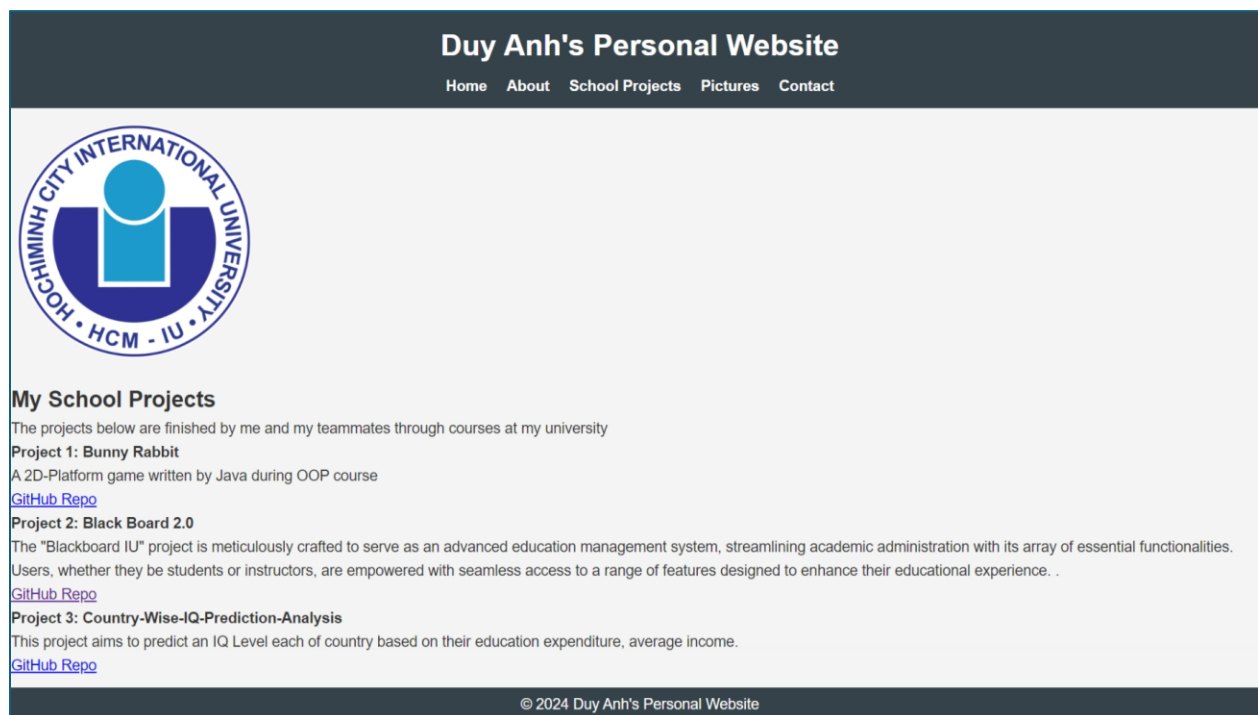 Duy Anh's Personal Website
Home About School Projects Pictures Contact
HOCHIMINH CITY INTERNATIONAL UNIVERSITY
• HCM - IU •
My School Projects
The projects below are finished by me and my teammates through courses at my university
Project 1: Bunny Rabbit
A 2D-Platform game written by Java during OOP course
GitHub Repo
Project 2: Black Board 2.0
The "Blackboard IU" project is meticulously crafted to serve as an advanced education management system, streamlining academic administration with its array of essential functionalities.
Users, whether they be students or instructors, are empowered with seamless access to a range of features designed to enhance their educational experience. .
GitHub Repo
Project 3: Country-Wise-IQ-Prediction-Analysis
This project aims to predict an IQ Level each of country based on their education expenditure, average income.
GitHub Repo
© 2024 Duy Anh's Personal Website